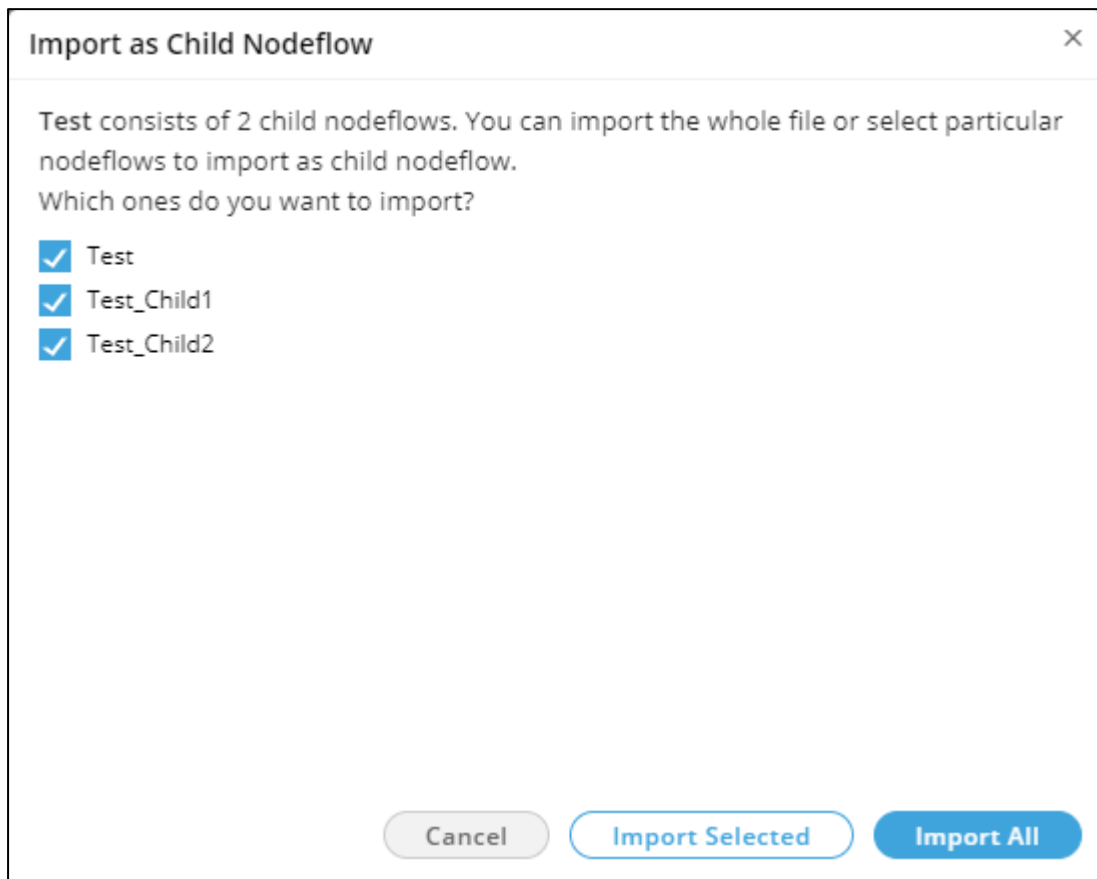 Import as Child Nodeflow
Test consists of 2 child nodeflows. You can import the whole file or select particular
nodeflows to import as child nodeflow.
Which ones do you want to import?
Test
Test_Child1
Test_Child2
Cancel
Import Selected
Import All